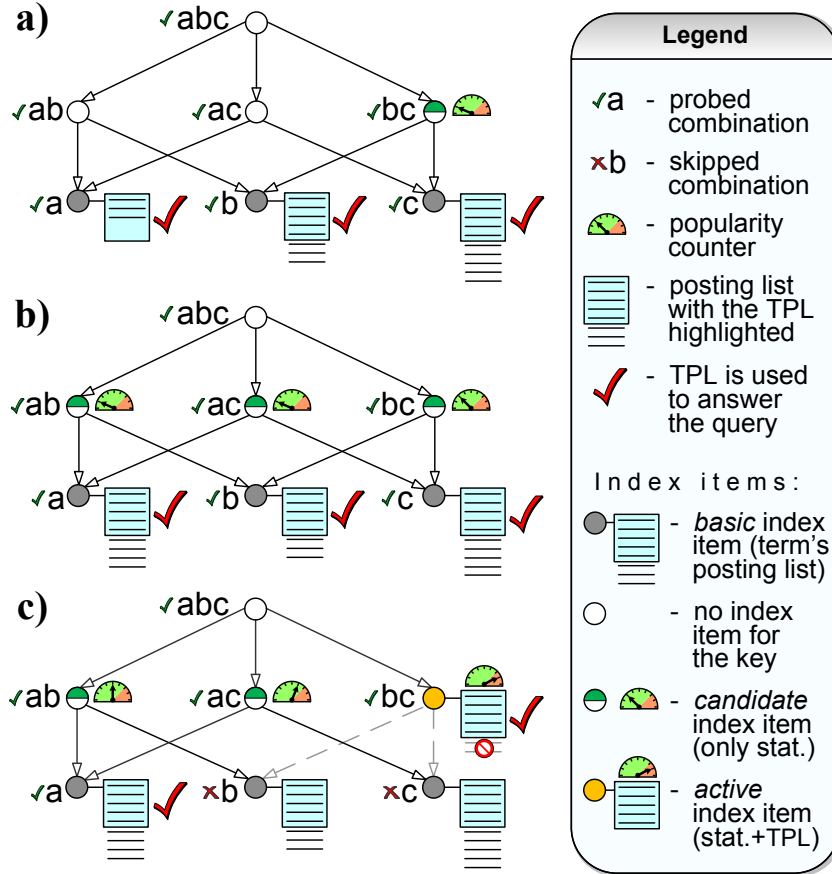 a)
abc
ab
ac
bc
a
b
c
b)
abc
ab
ac
bc
a
b
c
c)
abc
ab
ac
bc
a
b
c
Legend
a - probed
combination
b - skipped
combination
- popularity
counter
- posting list
with the TPL
highlighted
- TPL is used
to answer
the query
Index items:
- basic index
item (term's
posting list)
- no index
item for
the key
- candidate
index item
(only stat.)
- active
index item
(stat.+TPL)